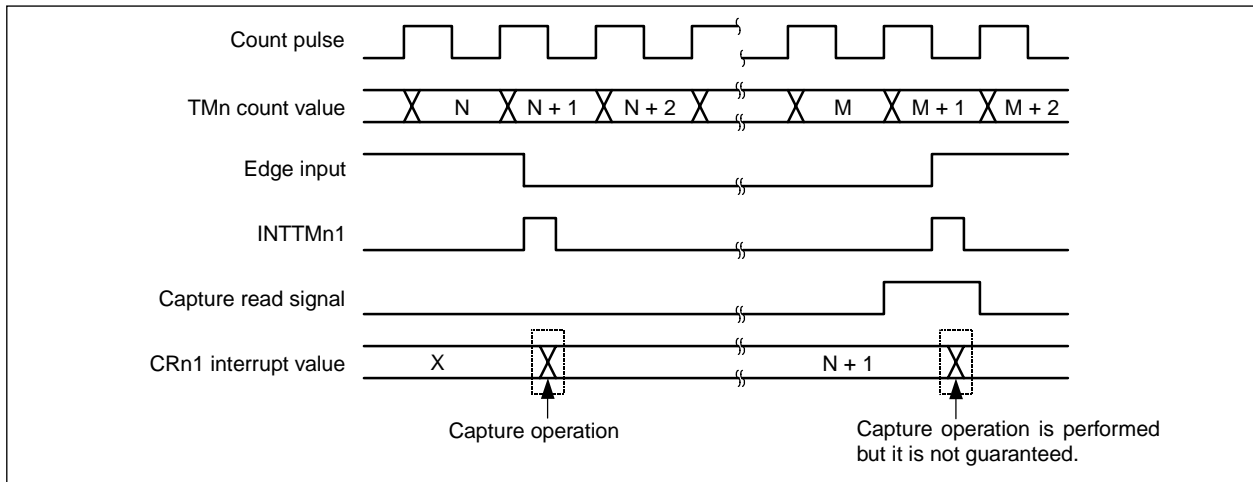 Count pulse
TMn count value
N
N + 1
N + 2
M
M + 1
M + 2
Edge input
INTTMn1
Capture read signal
CRn1 interrupt value
X
N + 1
Capture operation
Capture operation is performed
but it is not guaranteed.